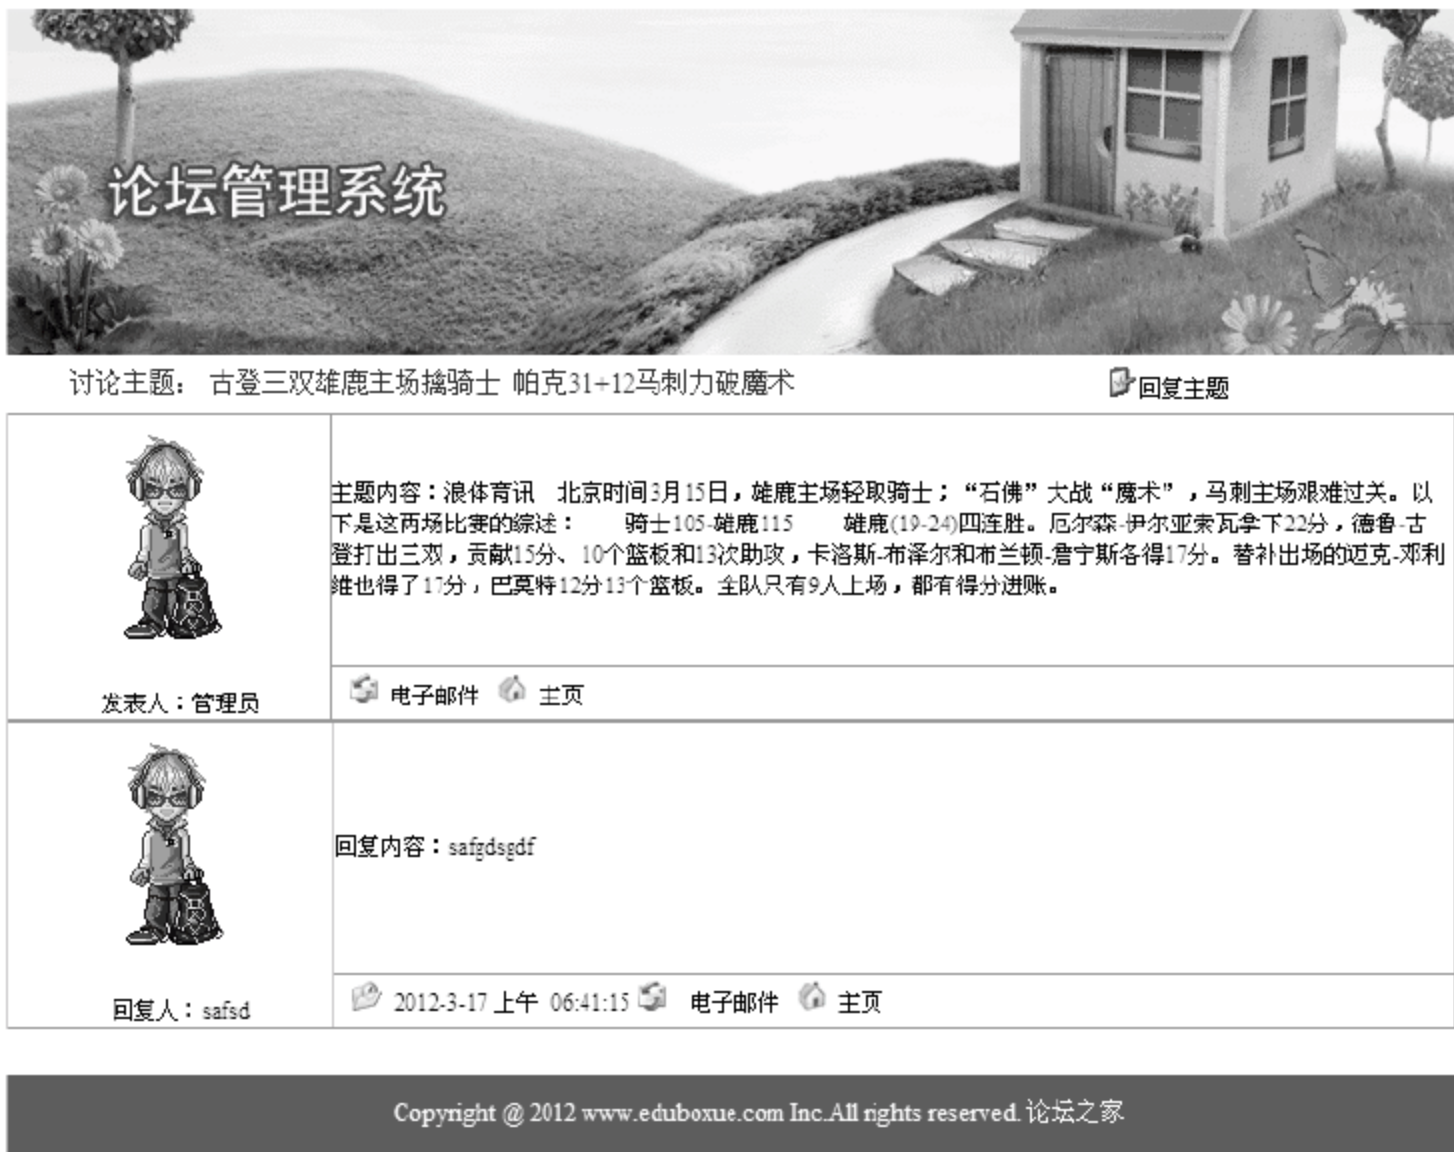 论坛管理系统
讨论主题： 古登三双雄鹿主场擒骑士 帕克31+12马刺力破魔术
回复主题
主题内容：浪体育讯　北京时间3月15日，雄鹿主场轻取骑士；“石佛”大战“魔术”，马刺主场艰难过关。以
下是这两场比赛的综述：　　骑士105-雄鹿115　　雄鹿(19-24)四连胜。厄尔森-伊尔亚索瓦拿下22分，德鲁-古
登打出三双，贡献15分、10个篮板和13次助攻，卡洛斯-布泽尔和布兰顿-詹宁斯各得17分。替补出场的迈克-邓利
维也得了17分，巴莫特12分13个篮板。全队只有9人上场，都有得分进账。
发表人：管理员
电子邮件 主页
回复内容：safgdsgdf
回复人：safsd
2012-3-17 上午 06:41:15 电子邮件 主页
Copyright @ 2012 www.eduboxue.com Inc.All rights reserved. 论坛之家